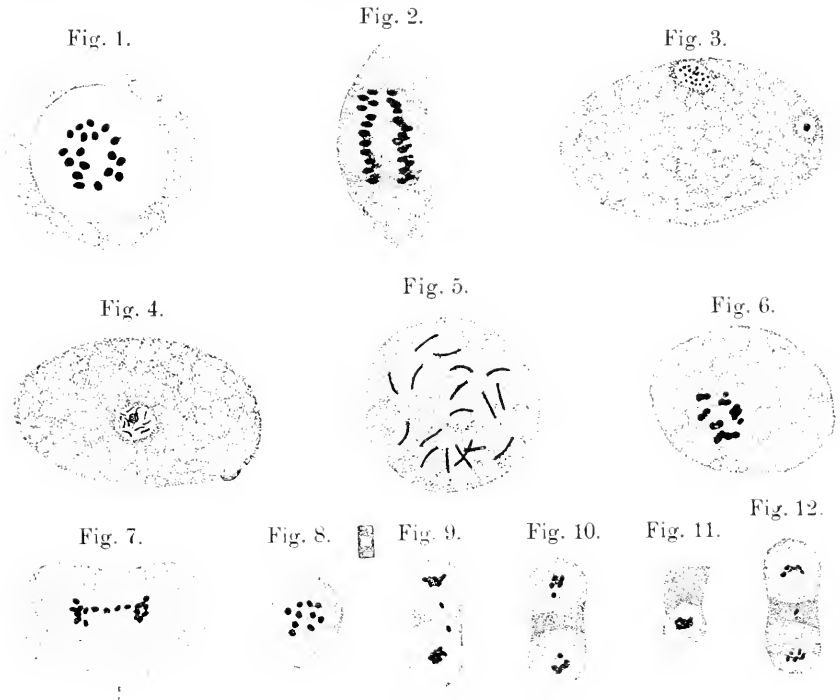 Fig. 1.
Fig. 2.
Fig. 3.
Fig. 4.
Fig. 5.
Fig. 6.
Fig. 7.
Fig. 8.
Fig. 9.
Fig. 10.
Fig. 11.
Fig. 12.